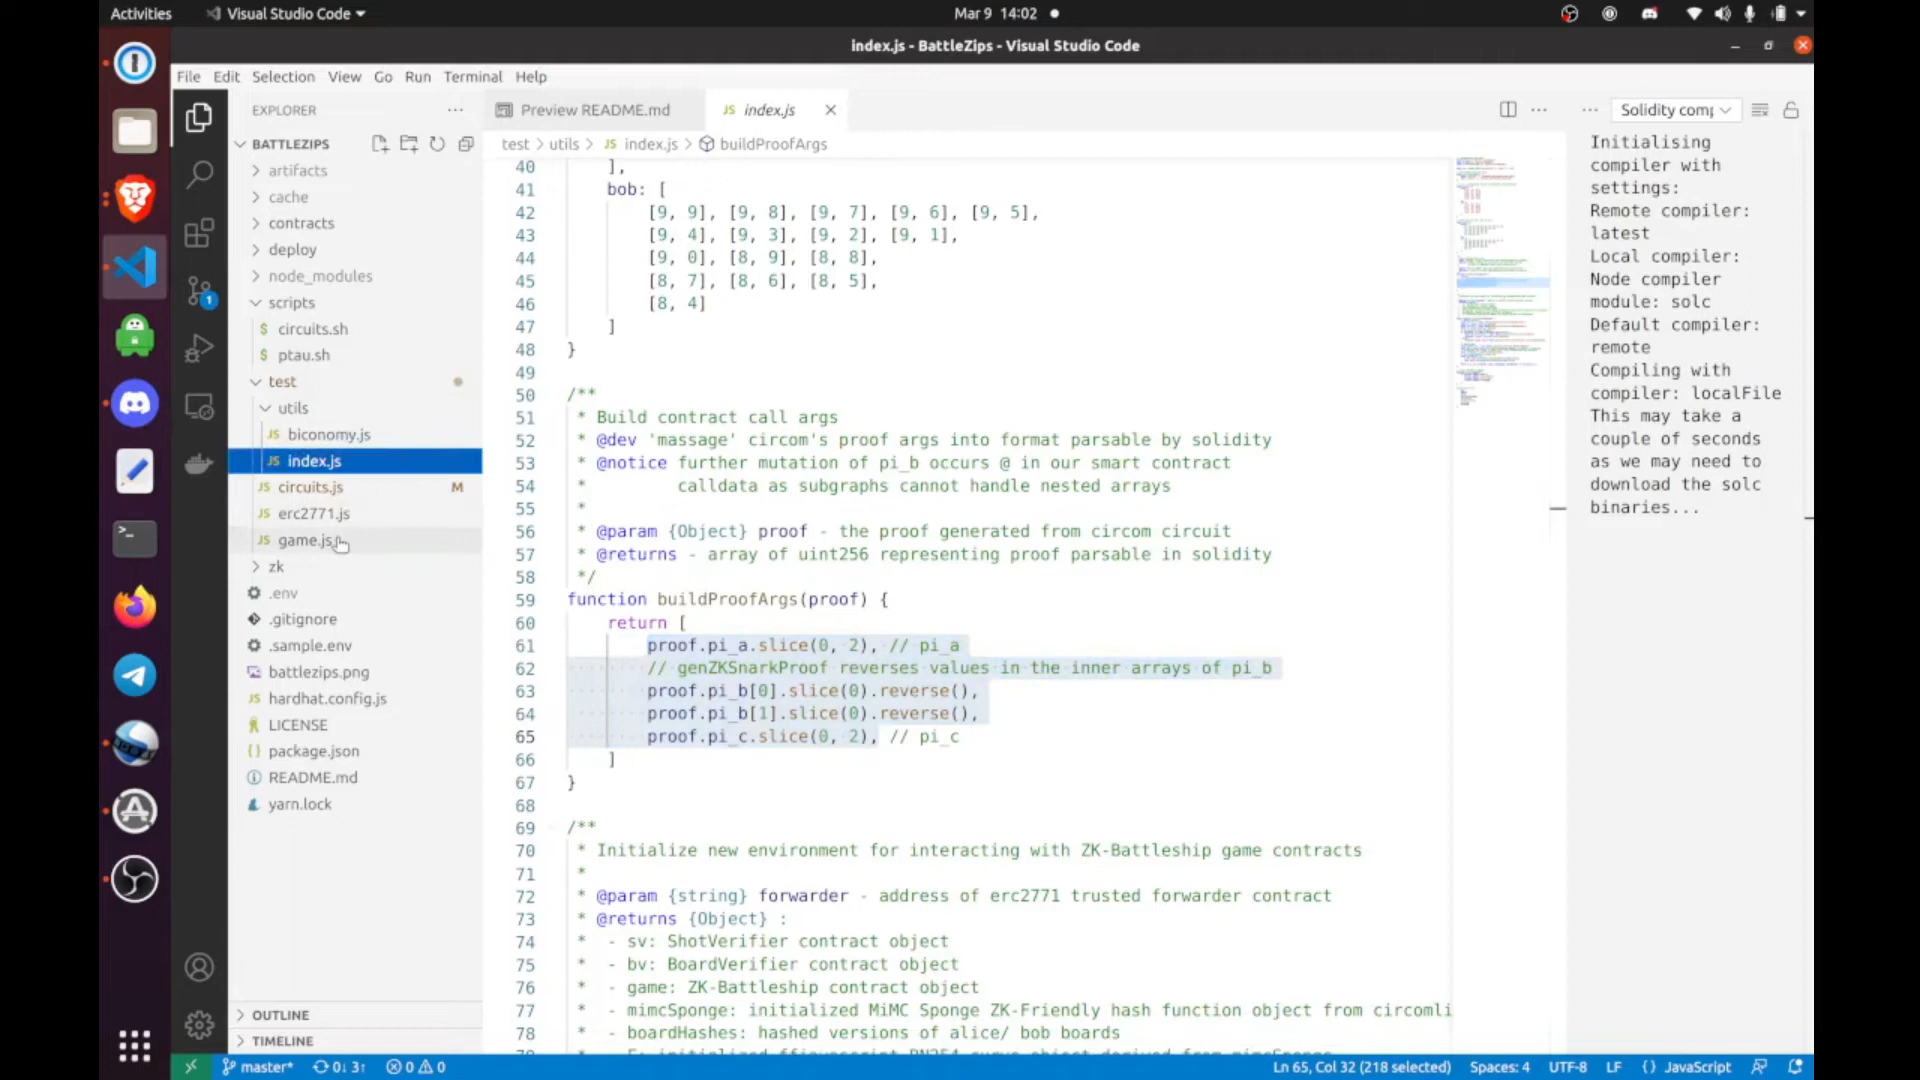 Activities
Visual Studio Code
Mar 9 14:02
index.js - BattleZips - Visual Studio Code
File Edit Selection View Go Run Terminal Help
EXPLORER
BATTLEZIPS
artifacts
cache
contracts
deploy
node_modules
scripts
$ circuits.sh
$ ptau.sh
test
utils
JS biconomy.js
JS index.js
JS circuits.js M
JS erc2771.js
JS game.js
zk
.env
.gitignore
.sample.env
battlezips.png
JS hardhat.config.js
LICENSE
{} package.json
README.md
yarn.lock
OUTLINE
TIMELINE
1
Preview README.md
JS index.js
test > utils > JS index.js > buildProofArgs
40 ],
41 bob: [
42 [9, 9], [9, 8], [9, 7], [9, 6], [9, 5],
43 [9, 4], [9, 3], [9, 2], [9, 1],
44 [9, 0], [8, 9], [8, 8],
45 [8, 7], [8, 6], [8, 5],
46 [8, 4]
47 ]
48 }
49
50 /**
51 * Build contract call args
52 * @dev 'massage' circom's proof args into format parsable by solidity
53 * @notice further mutation of pi_b occurs @ in our smart contract
54 * calldata as subgraphs cannot handle nested arrays
55 *
56 * @param {Object} proof - the proof generated from circom circuit
57 * @returns - array of uint256 representing proof parsable in solidity
58 */
59 function buildProofArgs(proof) {
60 return [
61 proof.pi_a.slice(0, 2), // pi_a
62 // genZKSnarkProof reverses values in the inner arrays of pi_b
63 proof.pi_b[0].slice(0).reverse(),
64 proof.pi_b[1].slice(0).reverse(),
65 proof.pi_c.slice(0, 2), // pi_c
66 ]
67 }
68
69 /**
70 * Initialize new environment for interacting with ZK-Battleship game contracts
71 *
72 * @param {string} forwarder - address of erc2771 trusted forwarder contract
73 * @returns {Object} :
74 * - sv: ShotVerifier contract object
75 * - bv: BoardVerifier contract object
76 * - game: ZK-Battleship contract object
77 * - mimcSponge: initialized MiMC Sponge ZK-Friendly hash function object from circomli
78 * - boardHashes: hashed versions of alice/ bob boards
Solidity comp
Initialising
compiler with
settings:
Remote compiler:
latest
Local compiler:
Node compiler
module: solc
Default compiler:
remote
Compiling with
compiler: localFile
This may take a
couple of seconds
as we may need to
download the solc
binaries...
master* 0↓ 3↑ 0 0
Ln 65, Col 32 (218 selected) Spaces: 4 UTF-8 LF {} JavaScript